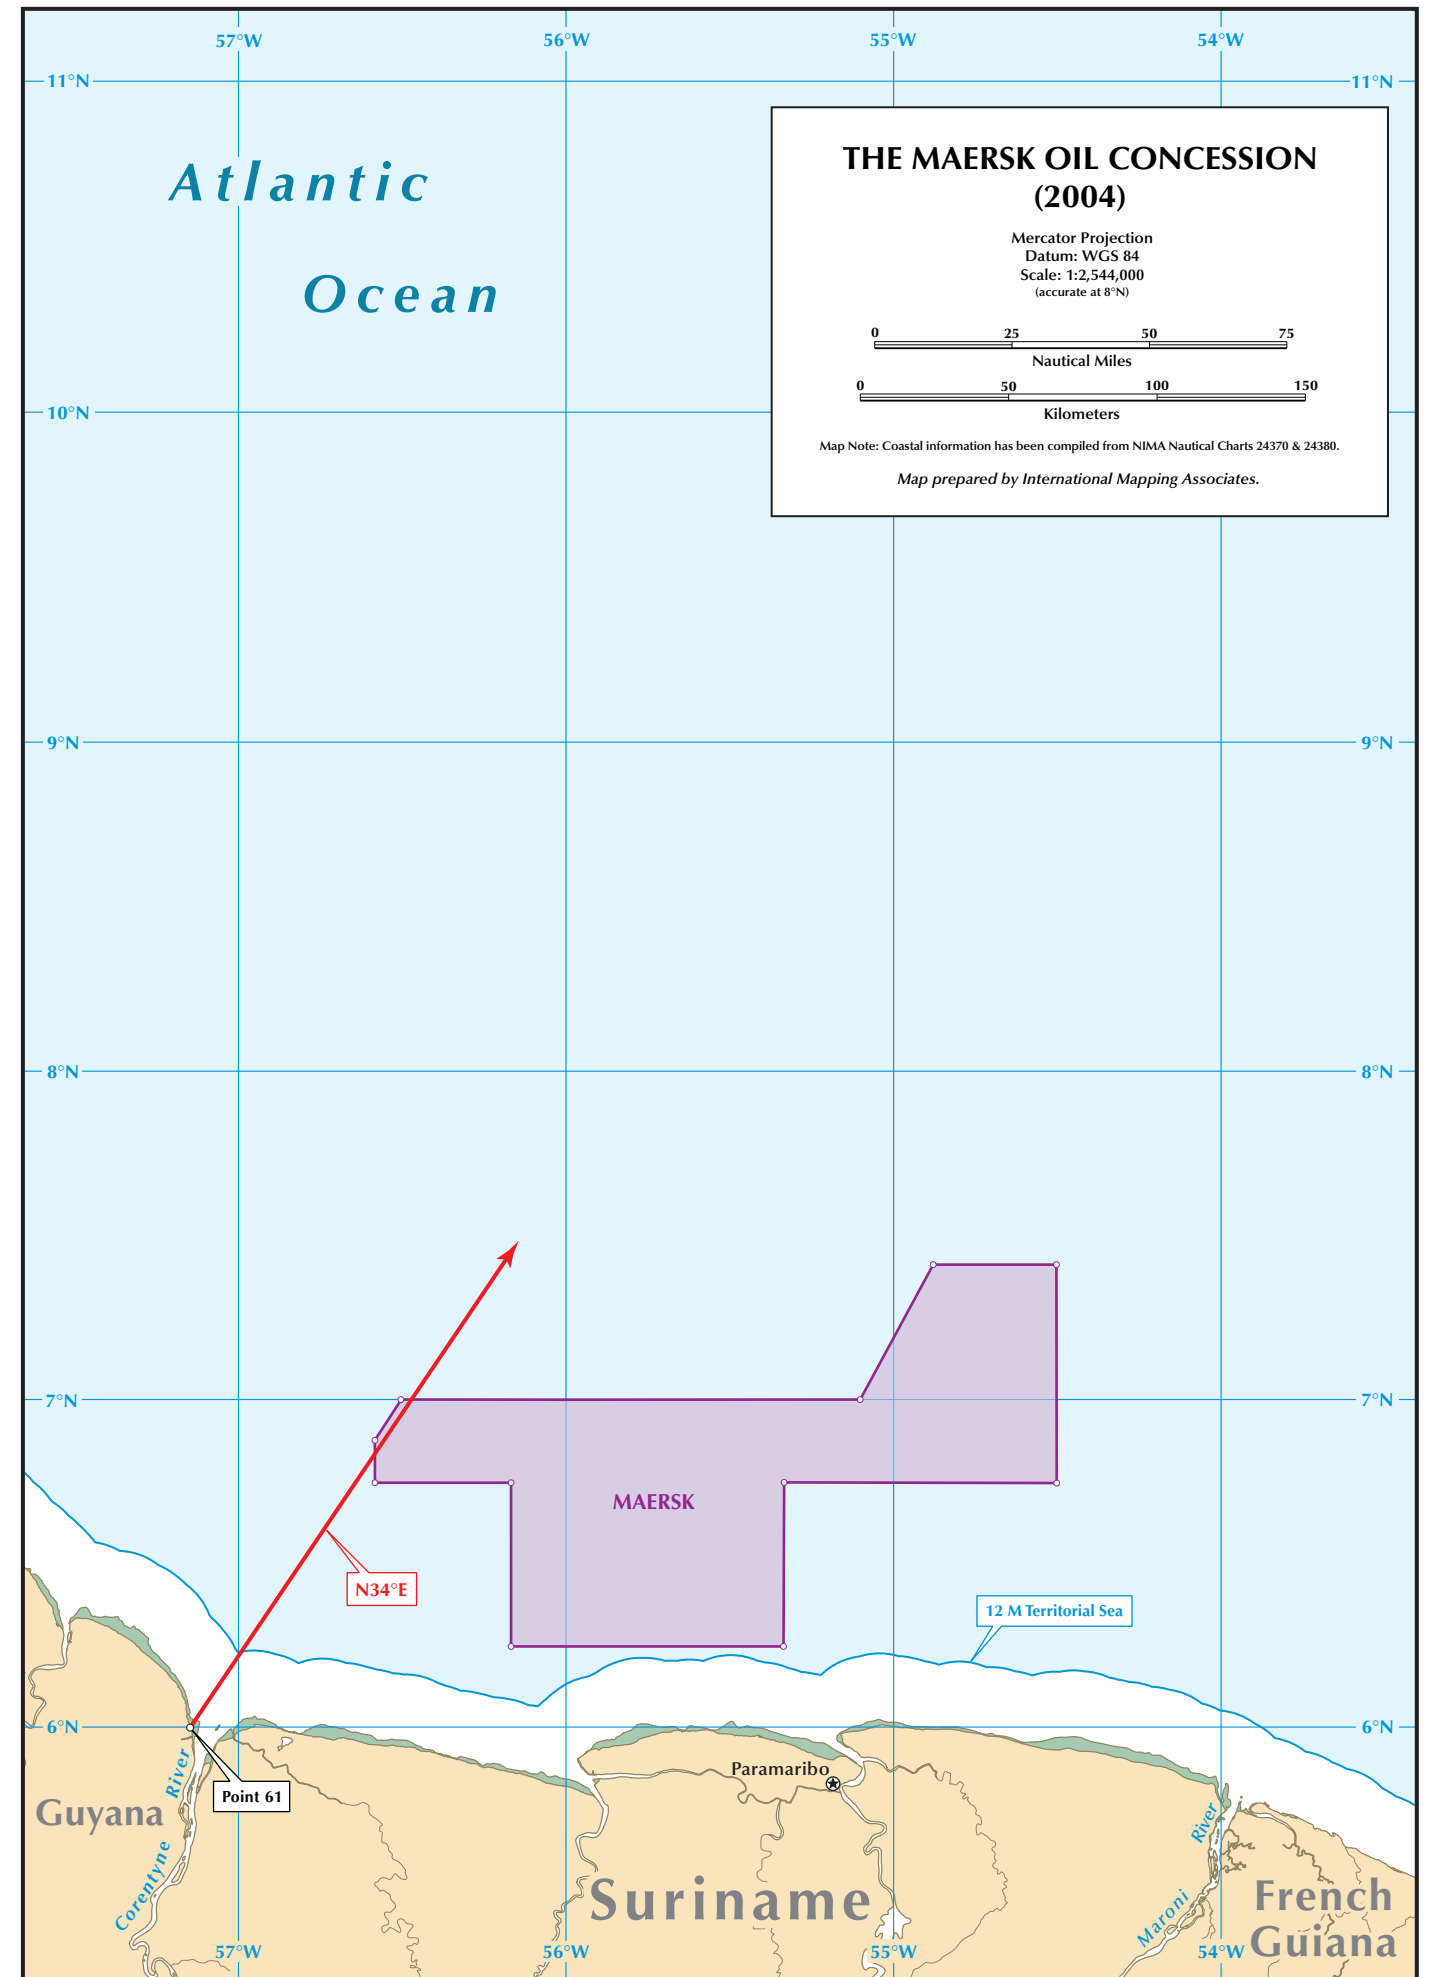 57°W
56°W
55°W
54°W
11°N
11°N
Atlantic
Ocean
THE MAERSK OIL CONCESSION
(2004)
Mercator Projection
Datum: WGS 84
Scale: 1:2,544,000
(accurate at 8°N)
0 25 50 75
Nautical Miles
0 50 100 150
Kilometers
Map Note: Coastal information has been compiled from NIMA Nautical Charts 24370 & 24380.
Map prepared by International Mapping Associates.
10°N
9°N
9°N
8°N
8°N
7°N
7°N
MAERSK
N34°E
12 M Territorial Sea
6°N
6°N
Paramaribo
Point 61
Guyana
Corentyne River
Suriname
Maroni River
French
Guiana
57°W
56°W
55°W
54°W